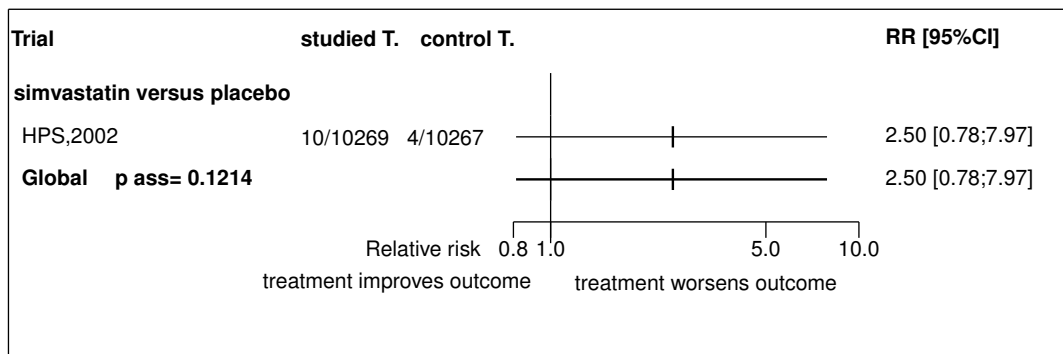 Trial studied T. control T. RR [95%CI]
simvastatin versus placebo
HPS,2002 10/10269 4/10267 2.50 [0.78;7.97]
Global p ass= 0.1214 2.50 [0.78;7.97]
Relative risk 0.8 1.0 5.0 10.0
treatment improves outcome treatment worsens outcome